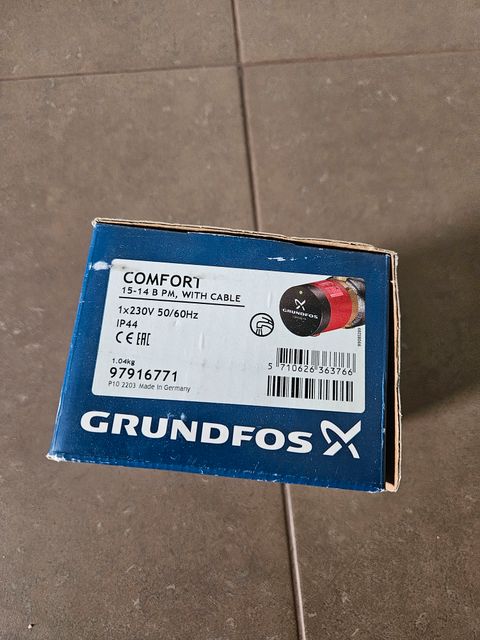 COMFORT
15-14 B PM, WITH CABLE
1x230V 50/60Hz
IP44
CE EAC
1.04kg
97916771
P10 2203 Made in Germany
GRUNDFOS
5 710626 363766
GRUNDFOS